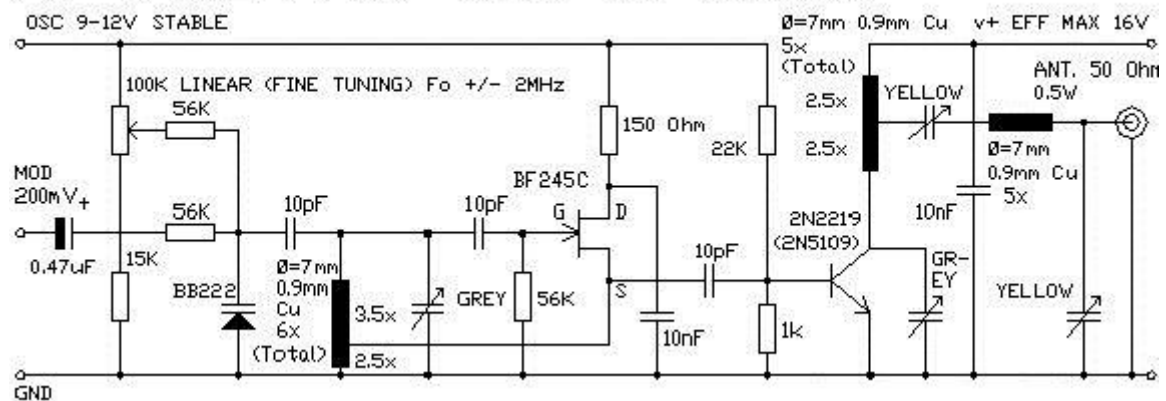 OSC 9-12V STABLE
Ø=7mm 0.9mm Cu
5x
(Total)
v+ EFF MAX 16V
ANT. 50 Ohm
0.5W
100K LINEAR (FINE TUNING) Fo +/- 2MHz
56K
150 Ohm
22K
2.5x
2.5x
YELLOW
Ø=7mm
0.9mm Cu
5x
MOD
200mV
+
0.47uF
56K
15K
10pF
10pF
BF245C
G
D
S
10pF
2N2219
(2N5109)
10nF
BB222
Ø=7mm
0.9mm
Cu
6x
(Total)
3.5x
2.5x
GREY
56K
10nF
1k
GR-
EY
YELLOW
GND